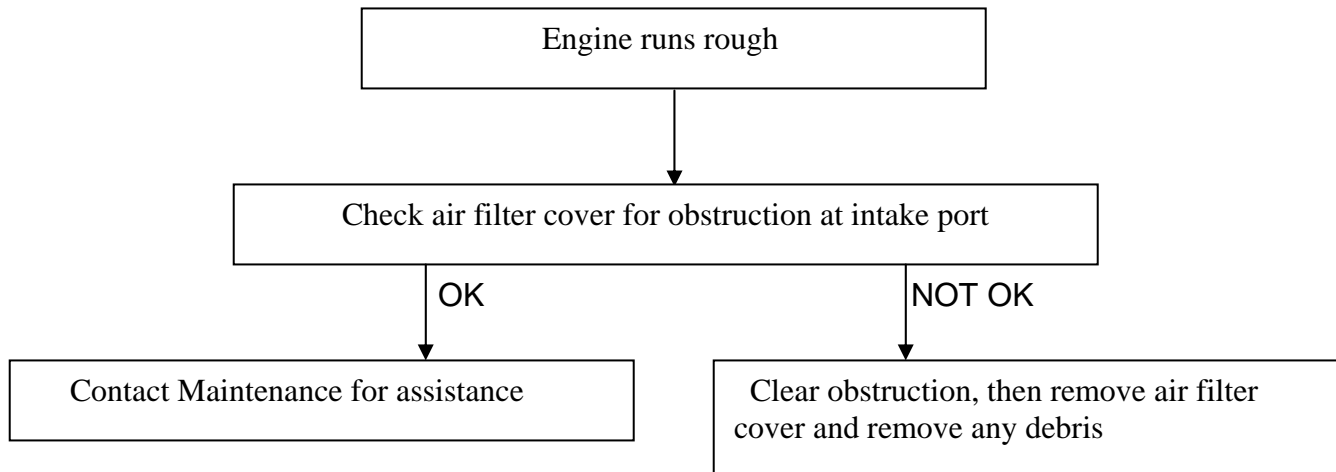 Engine runs rough
Check air filter cover for obstruction at intake port
OK
NOT OK
Contact Maintenance for assistance
Clear obstruction, then remove air filter
cover and remove any debris